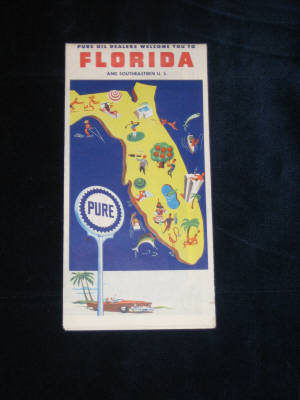 PURE OIL DEALERS WELCOME YOU TO
FLORIDA
AND SOUTHEASTERN U. S.
PURE